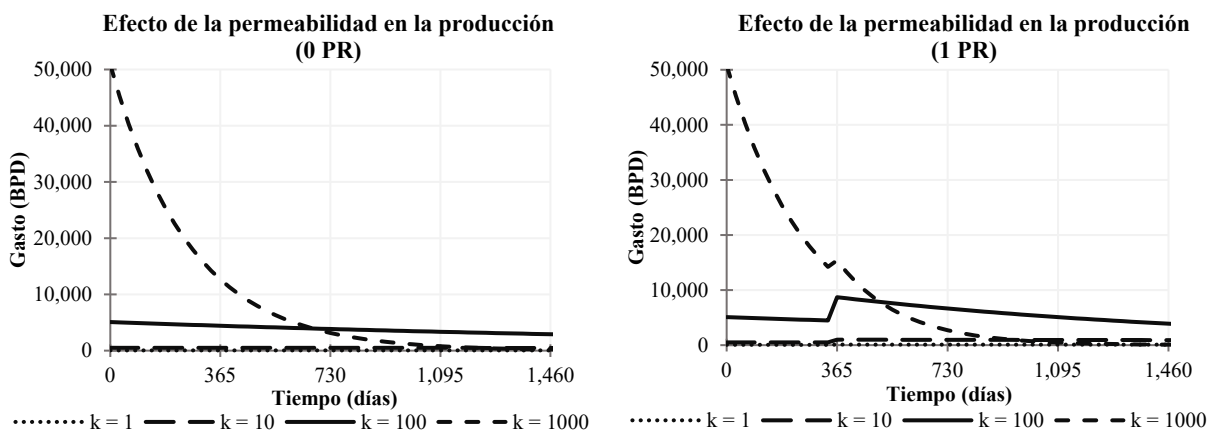 Efecto de la permeabilidad en la producción
(0 PR)
50,000
40,000
30,000
20,000
10,000
0
Gasto (BPD)
0 365 730 1,095 1,460
Tiempo (días)
k = 1 k = 10 k = 100 k = 1000
Efecto de la permeabilidad en la producción
(1 PR)
50,000
40,000
30,000
20,000
10,000
0
Gasto (BPD)
0 365 730 1,095 1,460
Tiempo (días)
k = 1 k = 10 k = 100 k = 1000